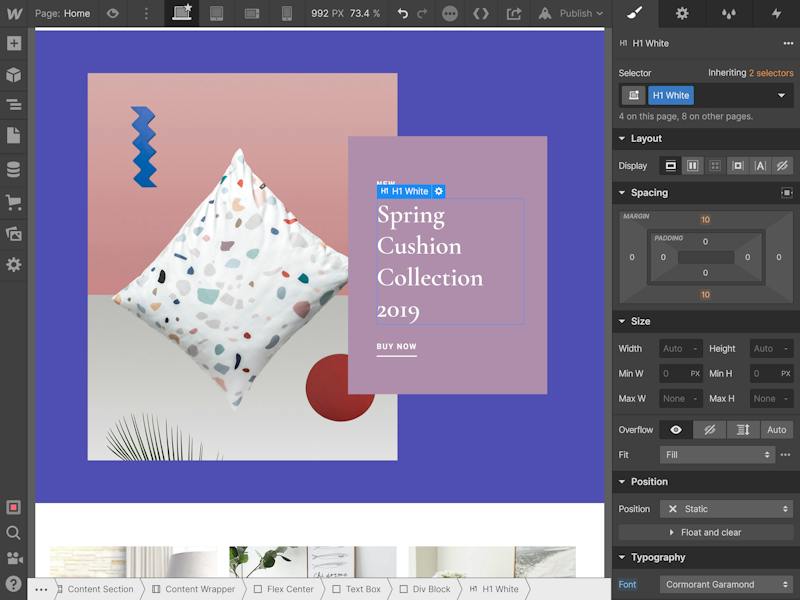 Page: Home
992 PX 73.4 %
Publish
H1 H1 White
Selector
Inheriting 2 selectors
H1 White
4 on this page, 8 on other pages.
Layout
Display
Spacing
MARGIN
10
PADDING
0
0 0 0 0
0
10
Size
Width Auto - Height Auto -
Min W 0 PX Min H 0 PX
Max W None - Max H None -
Overflow Auto
Fit Fill
Position
Position Static
Float and clear
Typography
Font Cormorant Garamond
NEW
H1 H1 White
Spring
Cushion
Collection
2019
BUY NOW
Content Section Content Wrapper Flex Center Text Box Div Block H1 H1 White